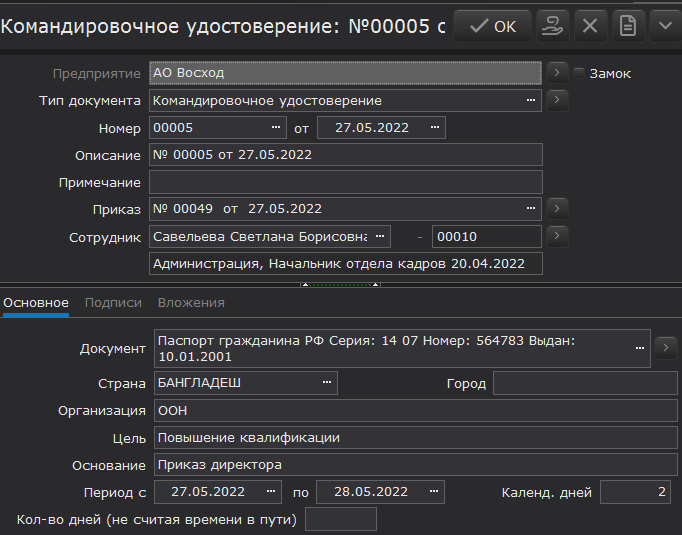 Командировочное удостоверение: №00005 с OK
Предприятие АО Восход Замок
Тип документа Командировочное удостоверение
Номер 00005 от 27.05.2022
Описание № 00005 от 27.05.2022
Примечание
Приказ № 00049 от 27.05.2022
Сотрудник Савельева Светлана Борисовна - 00010
Администрация, Начальник отдела кадров 20.04.2022
Основное Подписи Вложения
Документ Паспорт гражданина РФ Серия: 14 07 Номер: 564783 Выдан:
10.01.2001
Страна БАНГЛАДЕШ Город
Организация ООН
Цель Повышение квалификации
Основание Приказ директора
Период с 27.05.2022 по 28.05.2022 Календ. дней 2
Кол-во дней (не считая времени в пути)